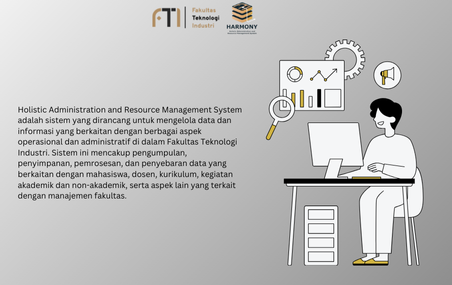 FTI
Fakultas
Teknologi
Industri
HARMONY
Holistic Administration and Resource Management System
adalah sistem yang dirancang untuk mengelola data dan
informasi yang berkaitan dengan berbagai aspek
operasional dan administratif di dalam Fakultas Teknologi
Industri. Sistem ini mencakup pengumpulan,
penyimpanan, pemrosesan, dan penyebaran data yang
berkaitan dengan mahasiswa, dosen, kurikulum, kegiatan
akademik dan non-akademik, serta aspek lain yang terkait
dengan manajemen fakultas.